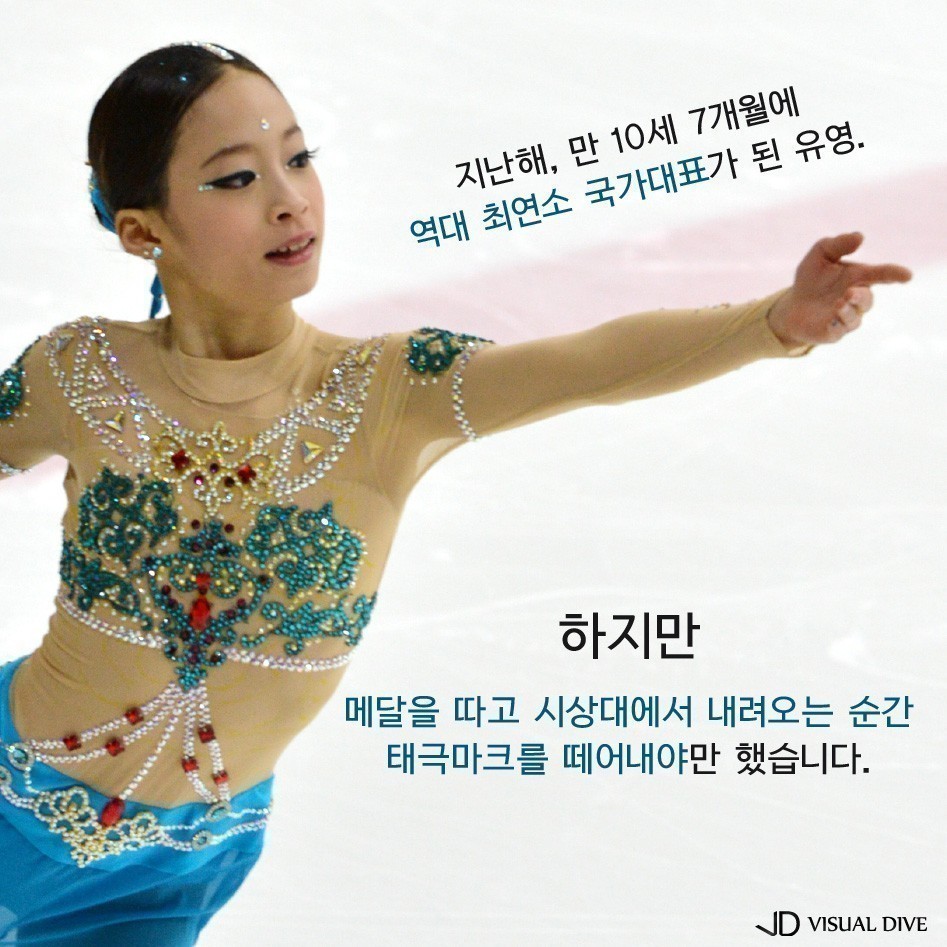 지난해, 만 10세 7개월에
역대 최연소 국가대표가 된 유영.
하지만
메달을 따고 시상대에서 내려오는 순간
태극마크를 떼어내야만 했습니다.
VD VISUAL DIVE